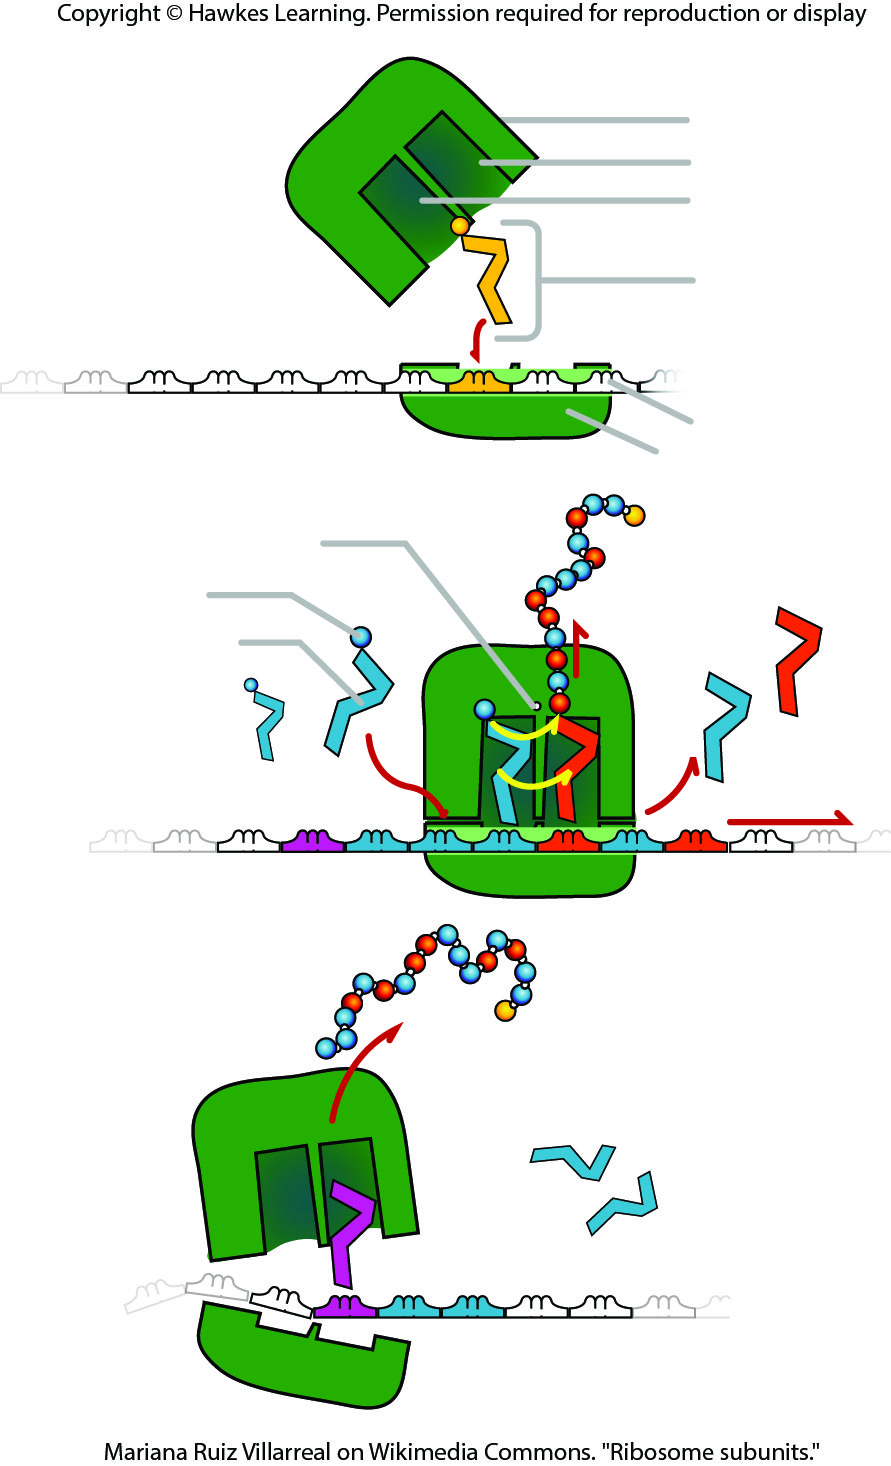 Copyright © Hawkes Learning. Permission required for reproduction or display
Mariana Ruiz Villarreal on Wikimedia Commons. "Ribosome subunits."